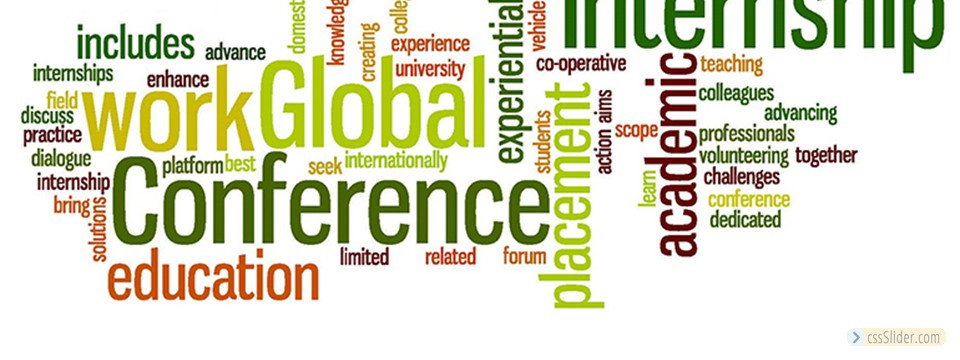 Internship
includes
advance
domest
knowledg
creating
colleg
experience
vehicle
experiential
internships
enhance
university
co-operative
teaching
work
Global
field
discuss
practice
dialogue
internship
bring
solutions
platform
best
seek
internationally
Conference
students
placement
action
aims
scope
academic
colleagues
advancing
professionals
volunteering
together
challenges
learn
conference
dedicated
education
limited
related
forum
cssSlider.com